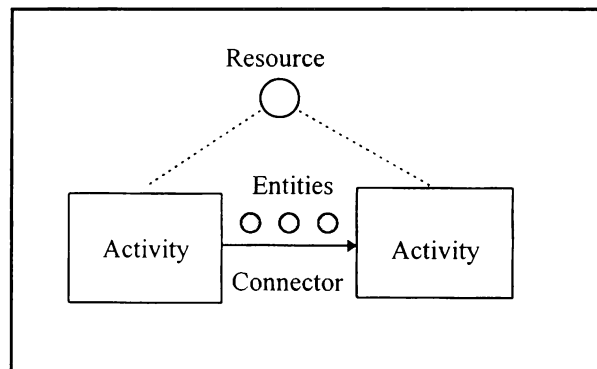 Resource
Entities
Activity
Activity
Connector